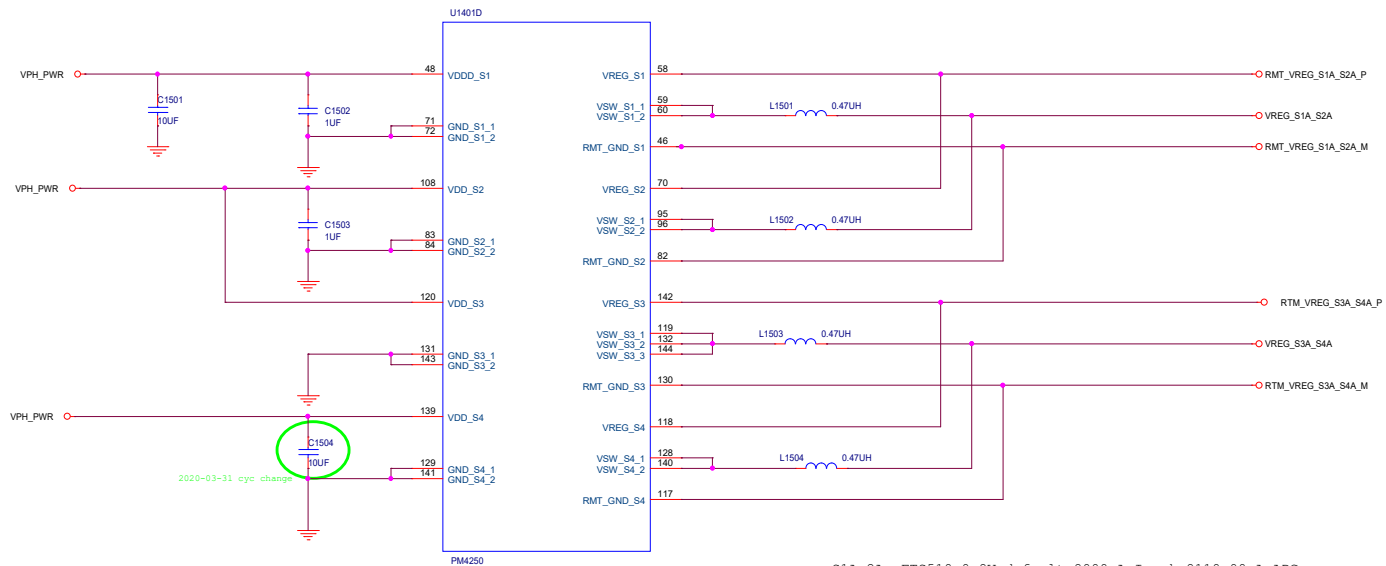 U1401D
VPH_PWR
C1501
10UF
C1502
1UF
48 VDDD_S1
71 GND_S1_1
72 GND_S1_2
VPH_PWR
108 VDD_S2
C1503
1UF
83 GND_S2_1
84 GND_S2_2
120 VDD_S3
131 GND_S3_1
143 GND_S3_2
VPH_PWR
139 VDD_S4
C1504
10UF
2020-03-31 cyc change
129 GND_S4_1
141 GND_S4_2
VREG_S1 58
RMT_VREG_S1A_S2A_P
VSW_S1_1 59
VSW_S1_2 60
L1501 0.47UH
VREG_S1A_S2A
RMT_GND_S1 46
RMT_VREG_S1A_S2A_M
VREG_S2 70
VSW_S2_1 95
VSW_S2_2 96
L1502 0.47UH
RMT_GND_S2 82
VREG_S3 142
RTM_VREG_S3A_S4A_P
VSW_S3_1 119
VSW_S3_2 132
VSW_S3_3 144
L1503 0.47UH
VREG_S3A_S4A
RMT_GND_S3 130
RTM_VREG_S3A_S4A_M
VREG_S4 118
VSW_S4_1 128
VSW_S4_2 140
L1504 0.47UH
RMT_GND_S4 117
PM4250